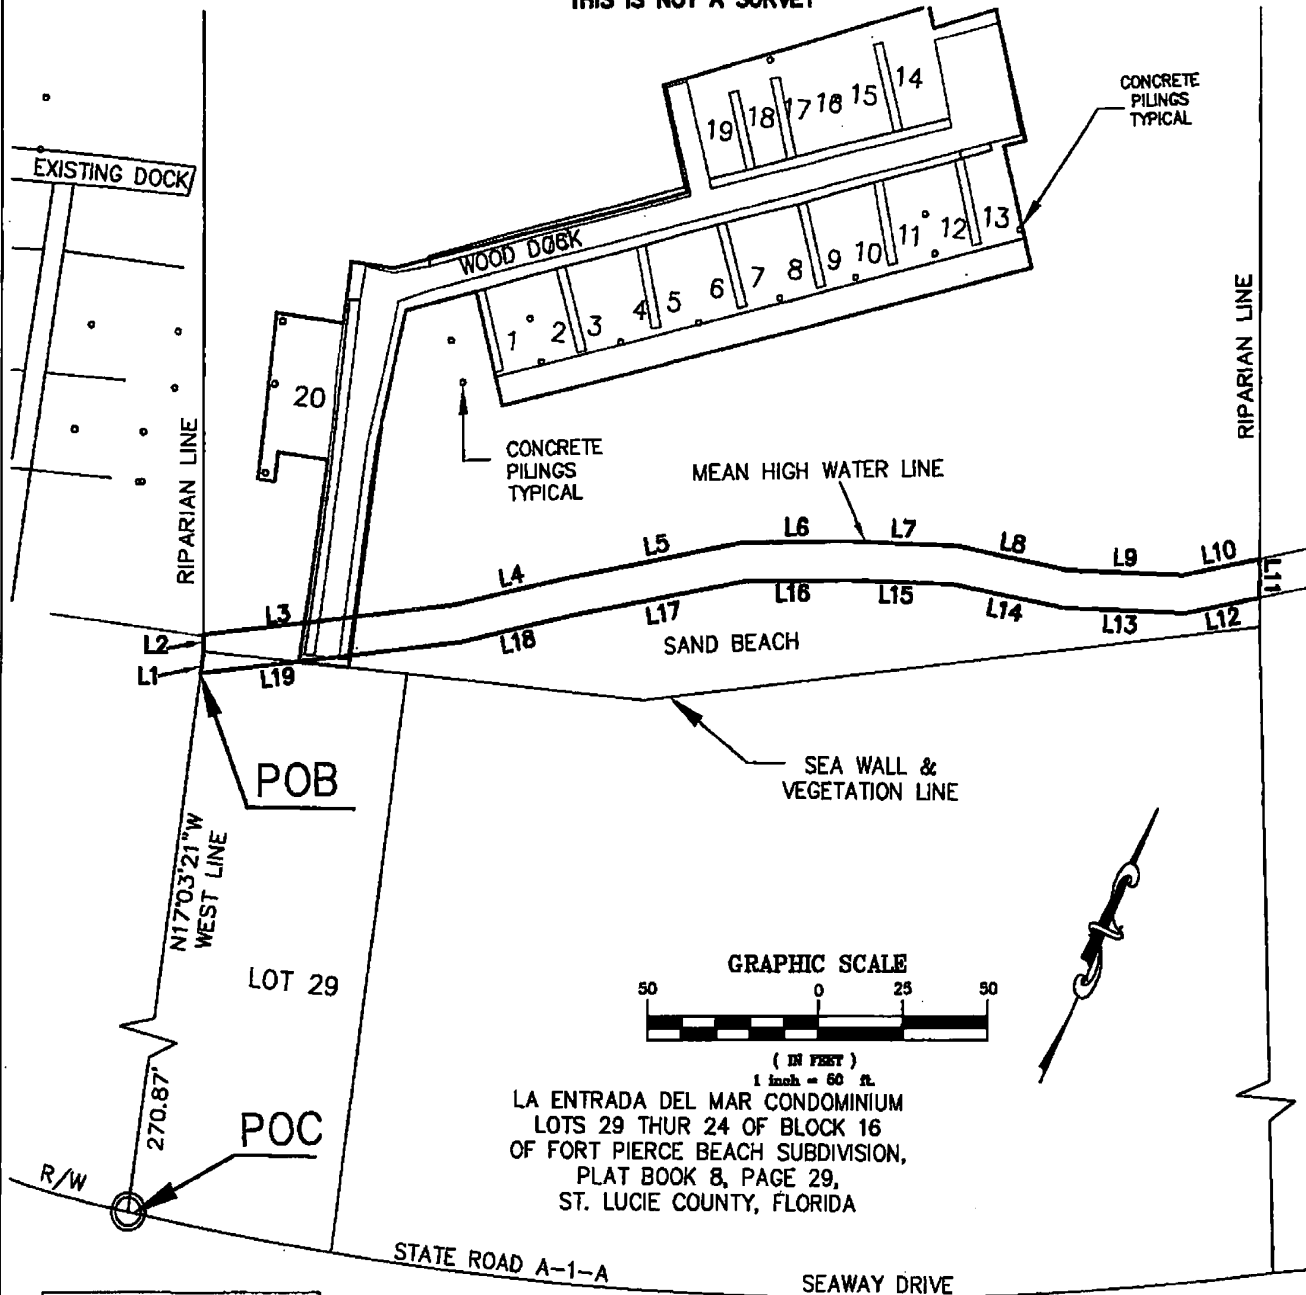 THIS IS NOT A SURVEY
14
15
16
17
18
19
CONCRETE
PILINGS
TYPICAL
EXISTING DOCK
WOOD DOCK
13
12
11
10
9
8
7
6
5
4
3
2
1
20
RIPARIAN LINE
RIPARIAN LINE
CONCRETE
PILINGS
TYPICAL
MEAN HIGH WATER LINE
L6
L7
L5
L8
L9
L10
L4
L11
L3
L16
L15
L14
L13
L12
L17
L18
L2
L1
L19
SAND BEACH
POB
SEA WALL &
VEGETATION LINE
N17°03'21"W
WEST LINE
LOT 29
270.87'
GRAPHIC SCALE
50 0 25 50
( IN FEET )
1 inch = 50 ft.
LA ENTRADA DEL MAR CONDOMINIUM
LOTS 29 THUR 24 OF BLOCK 16
OF FORT PIERCE BEACH SUBDIVISION,
PLAT BOOK 8, PAGE 29,
ST. LUCIE COUNTY, FLORIDA
POC
R/W
STATE ROAD A-1-A
SEAWAY DRIVE